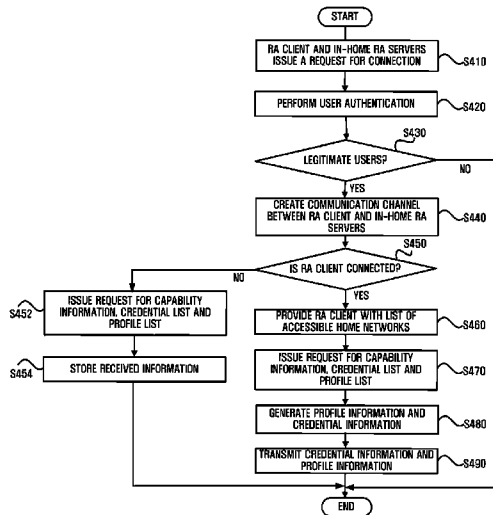 START
RA CLIENT AND IN-HOME RA SERVERS
ISSUE A REQUEST FOR CONNECTION
S410
PERFORM USER AUTHENTICATION
S420
S430
LEGITIMATE USERS?
NO
YES
CREATE COMMUNICATION CHANNEL
BETWEEN RA CLIENT AND IN-HOME RA
SERVERS
S440
S450
IS RA CLIENT CONNECTED?
NO
YES
ISSUE REQUEST FOR CAPABILITY
INFORMATION, CREDENTIAL LIST AND
PROFILE LIST
S452
PROVIDE RA CLIENT WITH LIST OF
ACCESSIBLE HOME NETWORKS
S460
STORE RECEIVED INFORMATION
S454
ISSUE REQUEST FOR CAPABILITY
INFORMATION, CREDENTIAL LIST AND
PROFILE LIST
S470
GENERATE PROFILE INFORMATION AND
CREDENTIAL INFORMATION
S480
TRANSMIT CREDENTIAL INFORMATION AND
PROFILE INFORMATION
S490
END